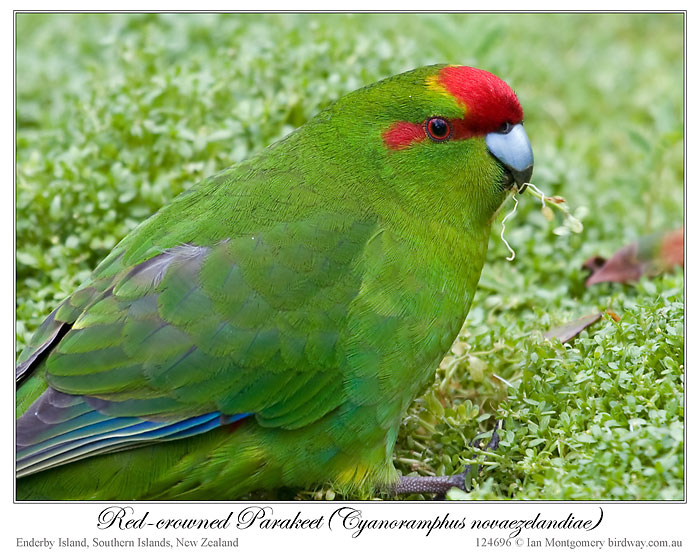 Red-crowned Parakeet (Cyanoramphus novaezelandiae)
Enderby Island, Southern Islands, New Zealand 124696 © Ian Montgomery birdway.com.au